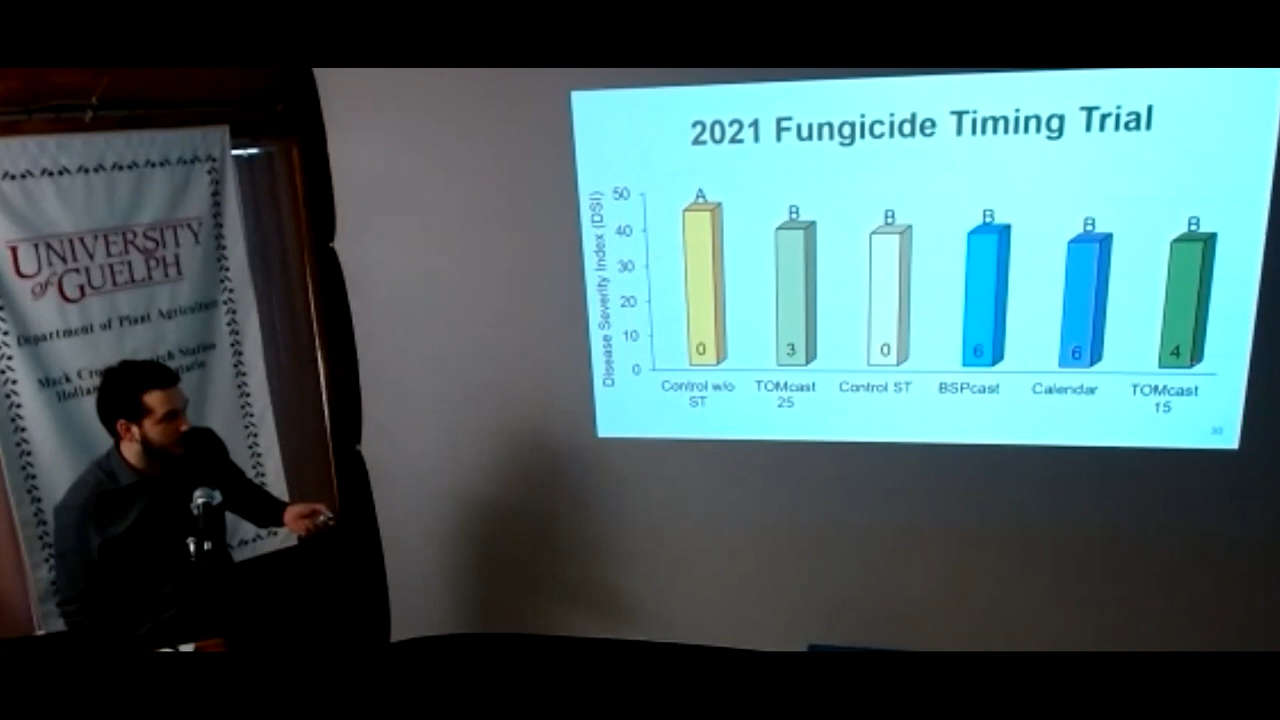 UNIVERSITY
of GUELPH
Department of Plant Agriculture
2021 Fungicide Timing Trial
Disease Severity Index (DSI)
50
40
30
20
10
0
A
B
B
B
B
B
0
3
0
6
6
4
Control w/o ST
TOMcast 25
Control ST
BSPcast
Calendar
TOMcast 15
30